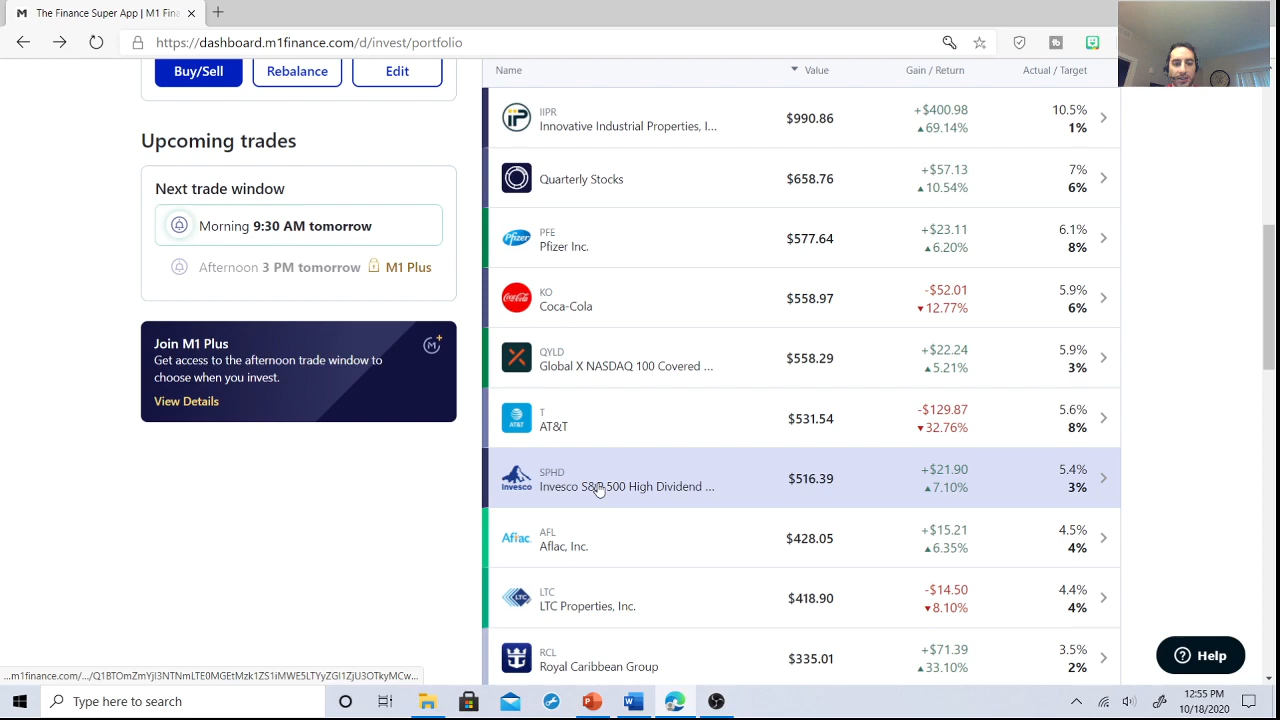 The Finance Super App | M1 Fina
https://dashboard.m1finance.com/d/invest/portfolio
Buy/Sell
Rebalance
Edit
Upcoming trades
Next trade window
Morning 9:30 AM tomorrow
Afternoon 3 PM tomorrow M1 Plus
Join M1 Plus
Get access to the afternoon trade window to
choose when you invest.
View Details
Name Value Gain / Return Actual / Target
IIPR
Innovative Industrial Properties, I...
$990.86
+$400.98
▲69.14%
10.5%
1%
Quarterly Stocks
$658.76
+$57.13
▲10.54%
7%
6%
Pfizer
PFE
Pfizer Inc.
$577.64
+$23.11
▲6.20%
6.1%
8%
Coca-Cola
KO
Coca-Cola
$558.97
-$52.01
▼12.77%
5.9%
6%
QYLD
Global X NASDAQ 100 Covered ...
$558.29
+$22.24
▲5.21%
5.9%
3%
AT&T
T
AT&T
$531.54
-$129.87
▼32.76%
5.6%
8%
Invesco
SPHD
Invesco S&P 500 High Dividend ...
$516.39
+$21.90
▲7.10%
5.4%
3%
Aflac
AFL
Aflac, Inc.
$428.05
+$15.21
▲6.35%
4.5%
4%
LTC
LTC
LTC Properties, Inc.
$418.90
-$14.50
▼8.10%
4.4%
4%
RCL
Royal Caribbean Group
$335.01
+$71.39
▲33.10%
3.5%
2%
Help
Type here to search
12:55 PM
10/18/2020